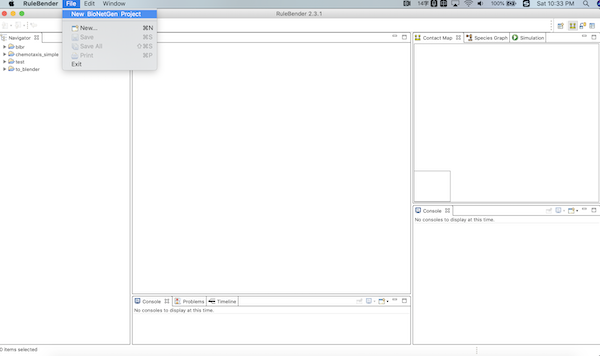 RuleBender File Edit Window 14° 100% Sat 10:33 PM
RuleBender 2.3.1
New BioNetGen Project
New... ⌘N
Save ⌘S
Save All ⇧⌘S
Print ⌘P
Exit
Navigator
blbr
chemotaxis_simple
test
to_blender
Contact Map Species Graph Simulation
Console
No consoles to display at this time.
Console Problems Timeline
No consoles to display at this time.
0 items selected